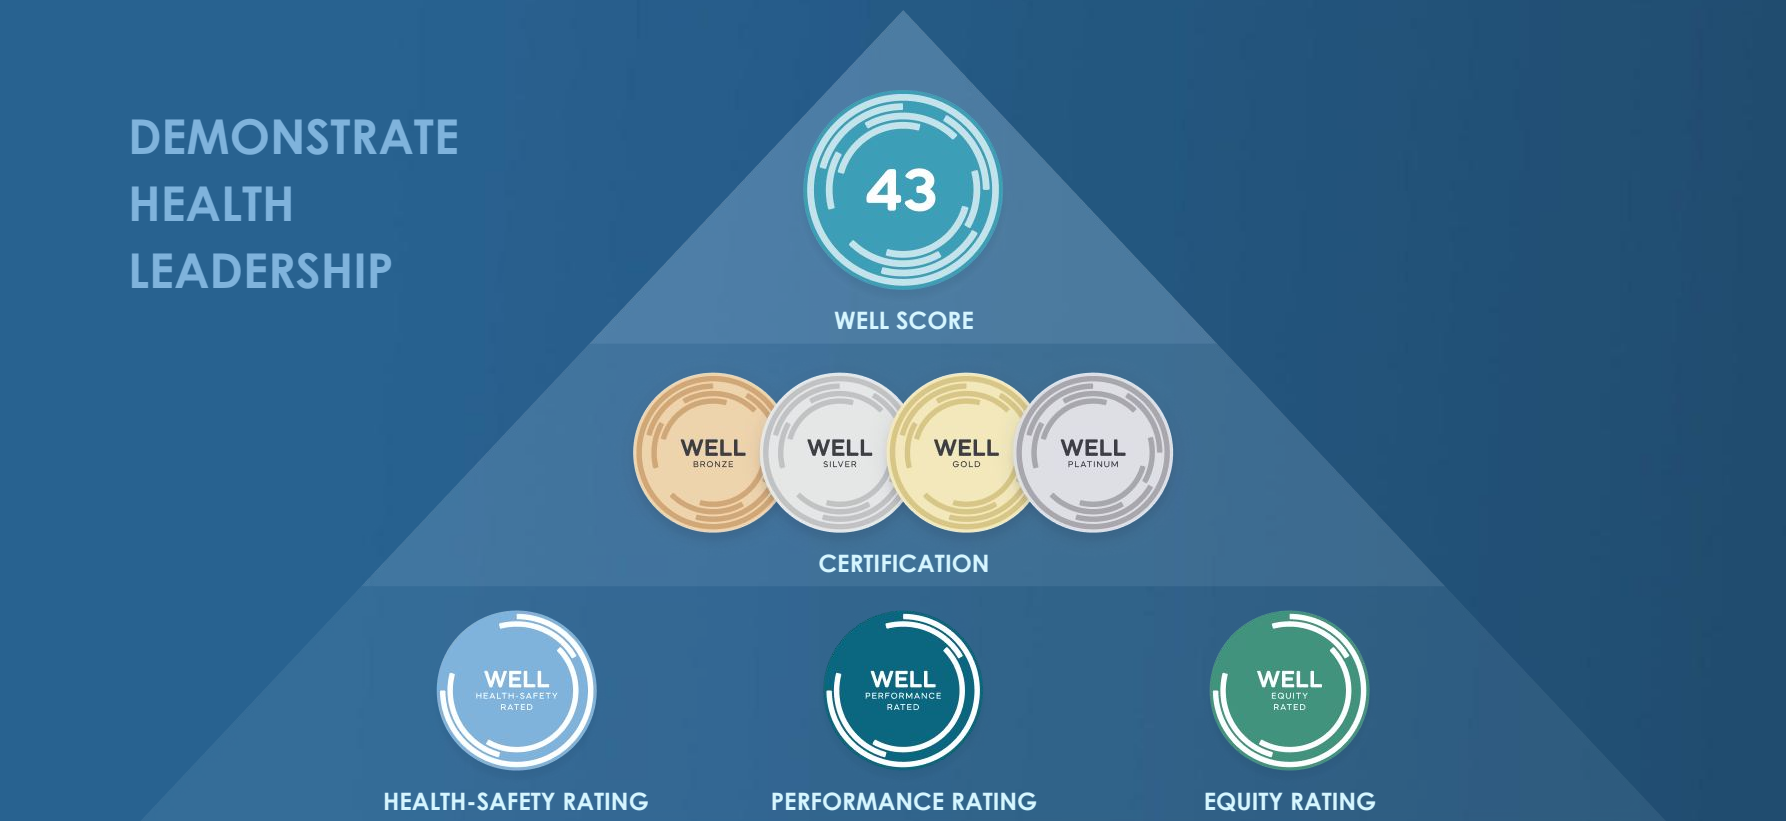 DEMONSTRATE
HEALTH
LEADERSHIP
43
WELL SCORE
WELL
BRONZE
WELL
SILVER
WELL
GOLD
WELL
PLATINUM
CERTIFICATION
WELL
HEALTH-SAFETY
RATED
WELL
PERFORMANCE
RATED
WELL
EQUITY
RATED
HEALTH-SAFETY RATING
PERFORMANCE RATING
EQUITY RATING